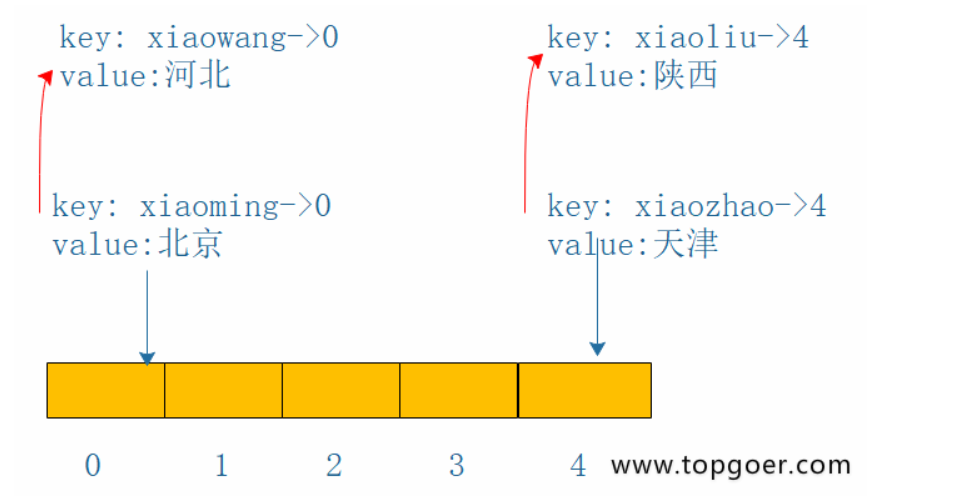 key: xiaowang->0
value:河北
key: xiaoliu->4
value:陕西
key: xiaoming->0
value:北京
key: xiaozhao->4
value:天津
0 1 2 3 4
www.topgoer.com